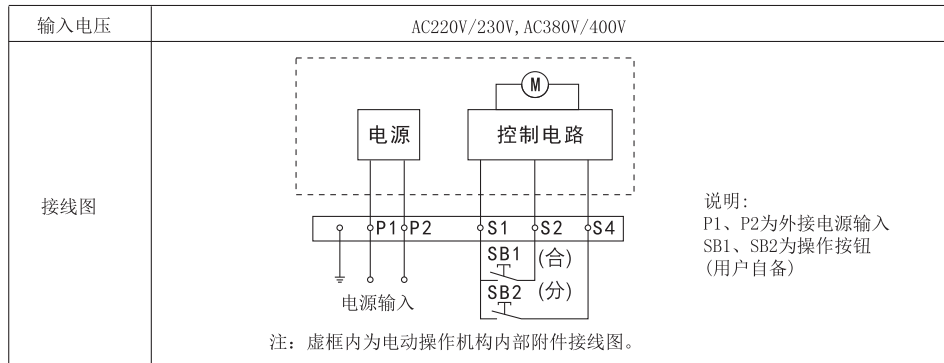 输入电压
AC220V/230V,AC380V/400V
接线图
M
电源
控制电路
P1 P2 S1 S2 S4
SB1 (合)
SB2 (分)
电源输入
说明:
P1、P2为外接电源输入
SB1、SB2为操作按钮
(用户自备)
注: 虚框内为电动操作机构内部附件接线图。